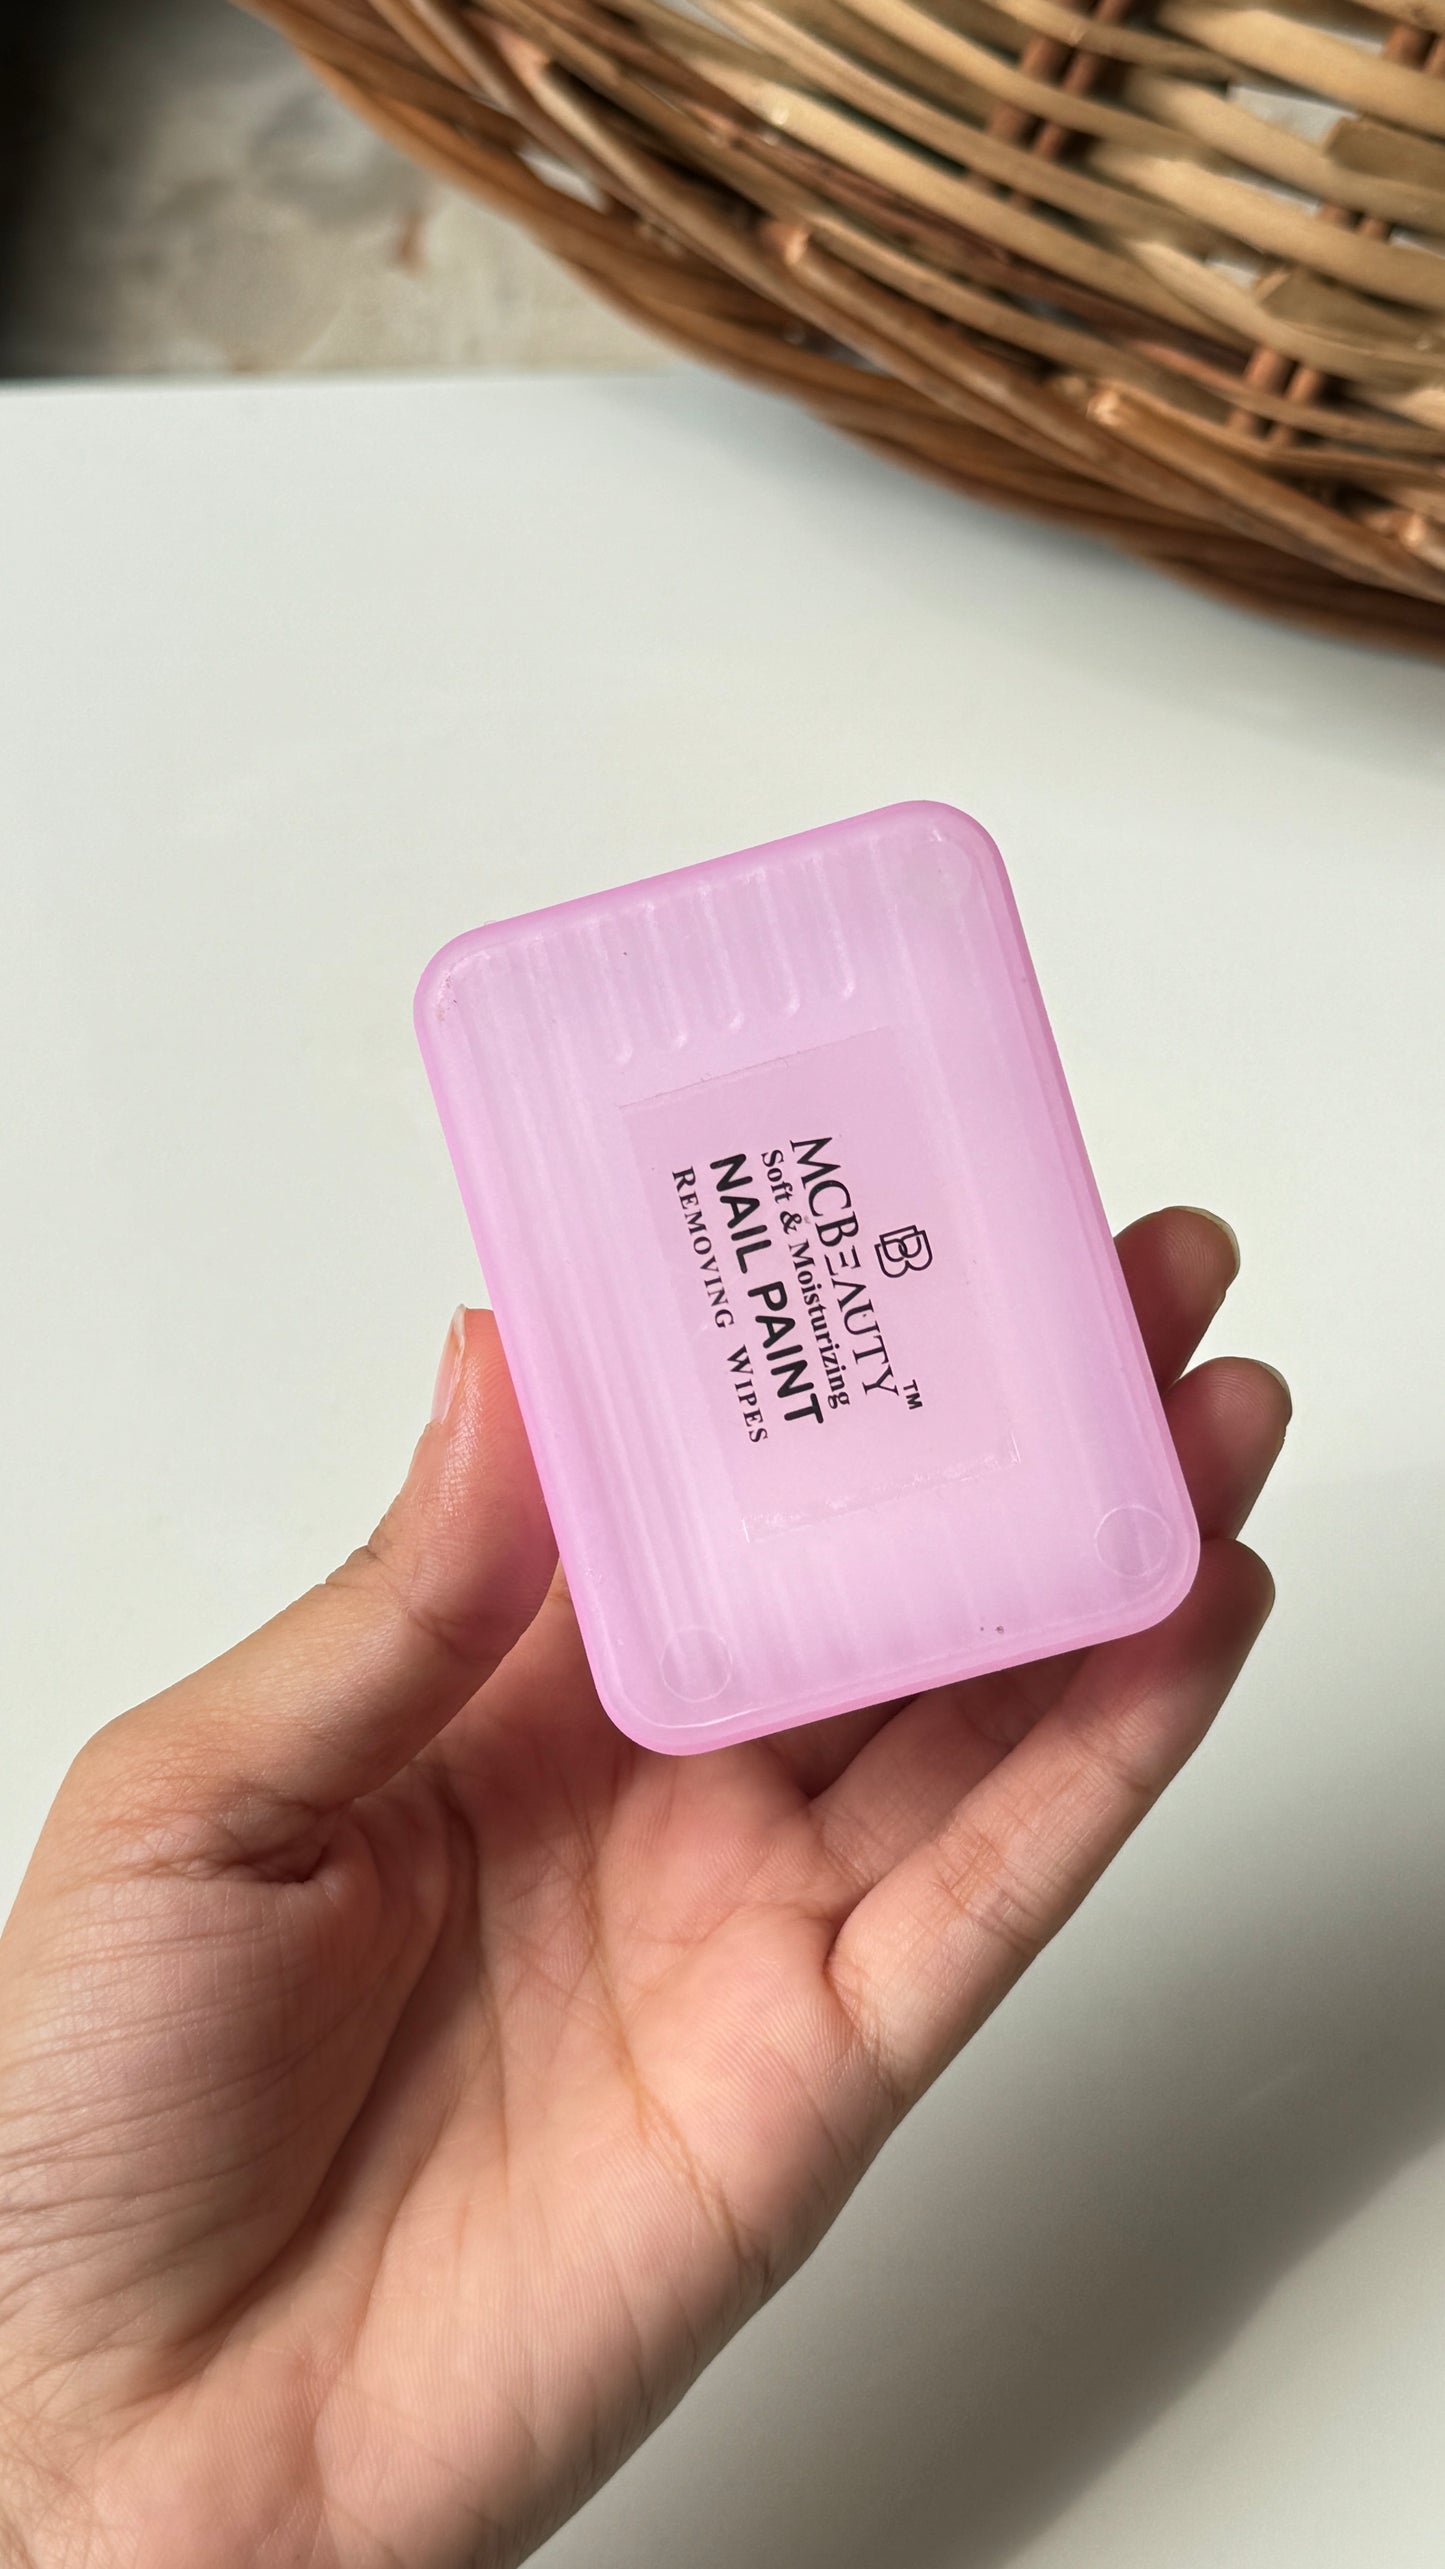 MCBEAUTY™
Soft & Moisturizing
NAIL PAINT
REMOVING WIPES